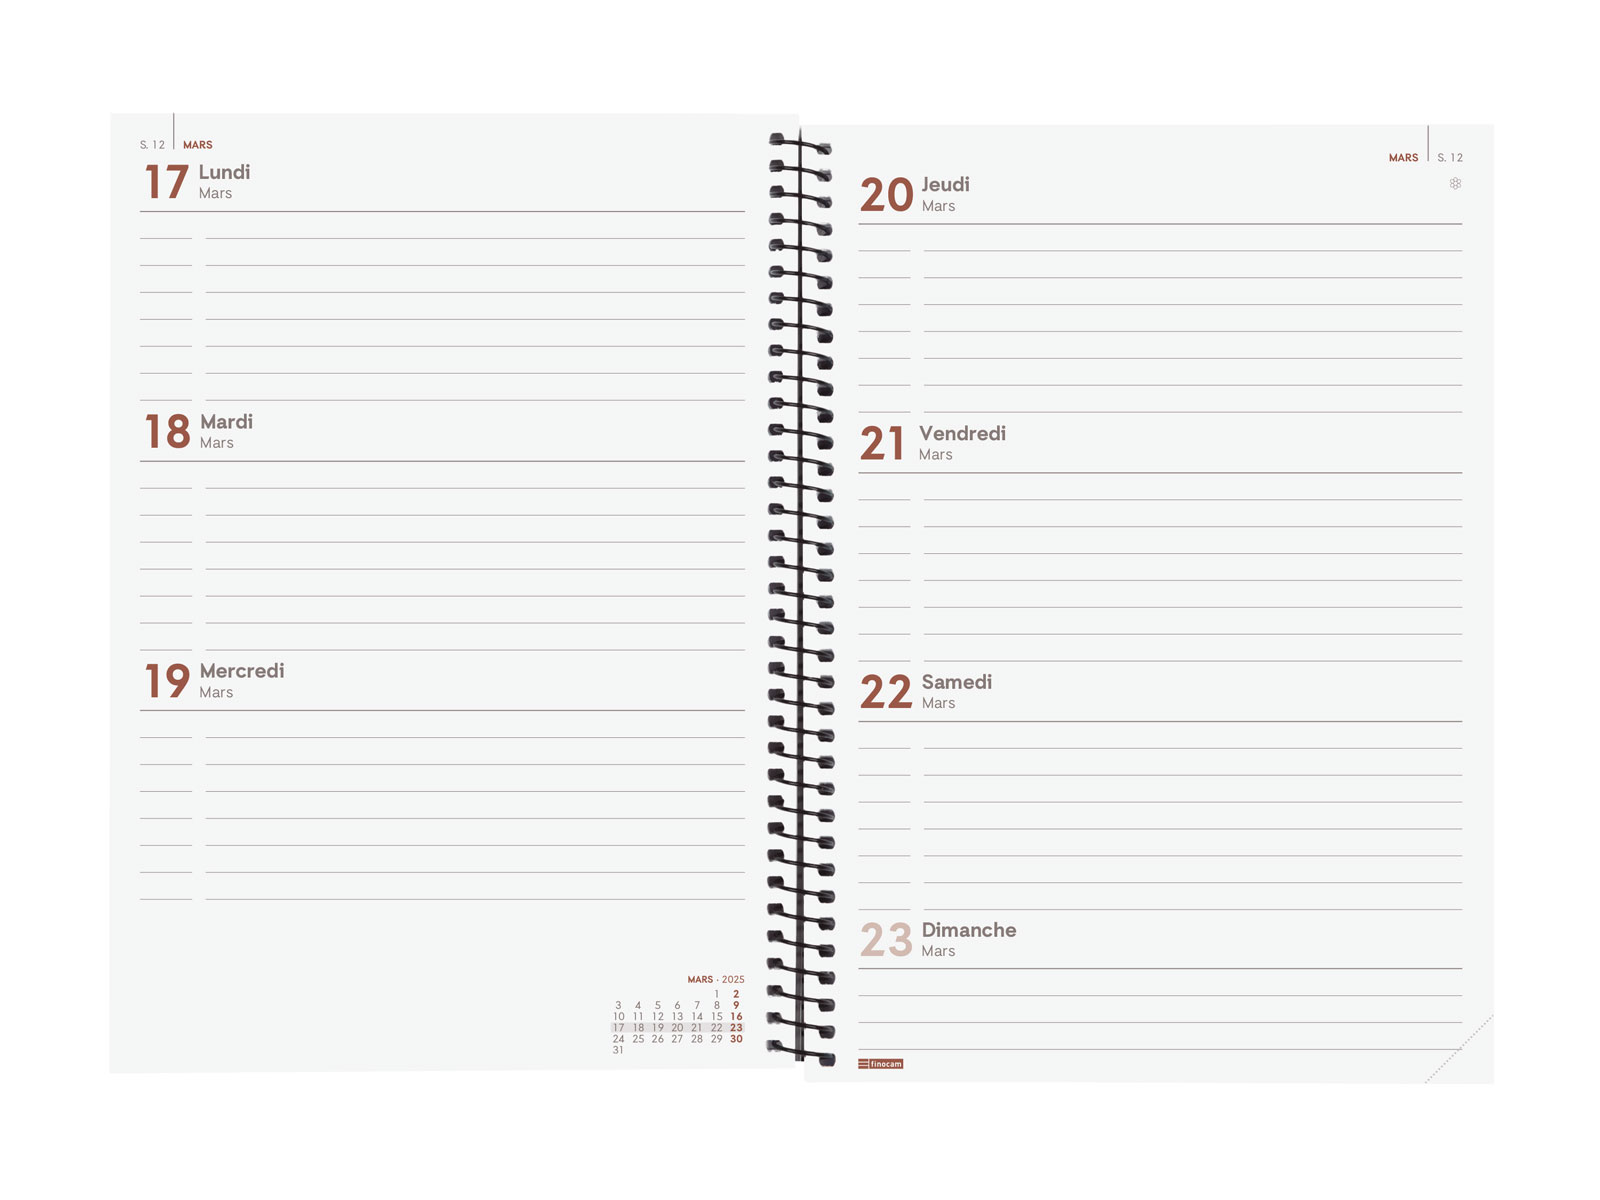 S. 12 MARS
17 Lundi
Mars
18 Mardi
Mars
19 Mercredi
Mars
MARS · 2025
1 2
3 4 5 6 7 8 9
10 11 12 13 14 15 16
17 18 19 20 21 22 23
24 25 26 27 28 29 30
31
MARS S. 12
20 Jeudi
Mars
21 Vendredi
Mars
22 Samedi
Mars
23 Dimanche
Mars
finocam